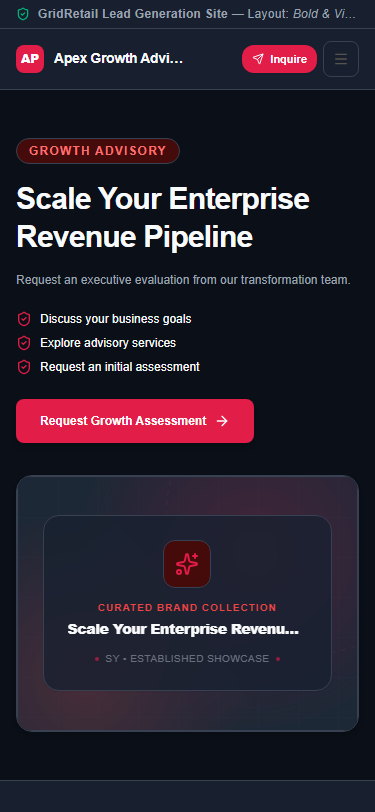 GridRetail Lead Generation Site — Layout: Bold & Vi...
AP
Apex Growth Advi...
Inquire
GROWTH ADVISORY
Scale Your Enterprise
Revenue Pipeline
Request an executive evaluation from our transformation team.
Discuss your business goals
Explore advisory services
Request an initial assessment
Request Growth Assessment
CURATED BRAND COLLECTION
Scale Your Enterprise Revenu...
SY • ESTABLISHED SHOWCASE